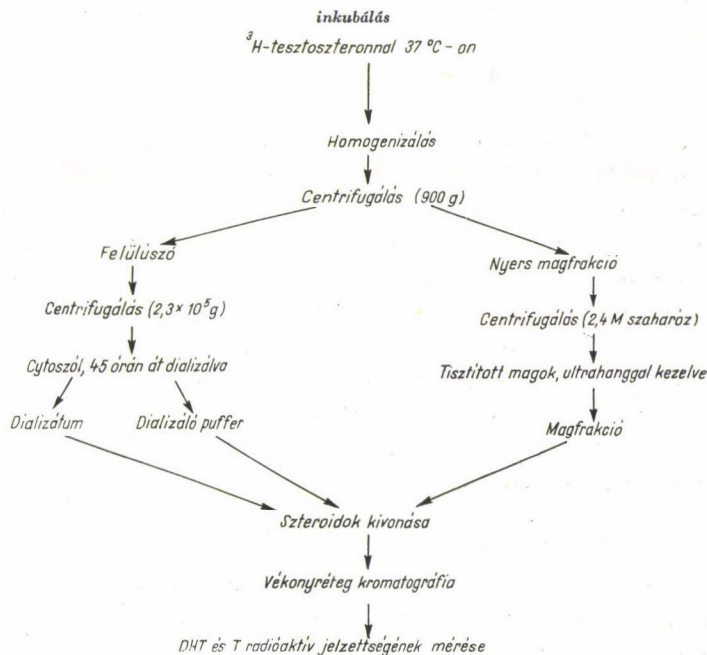 inkubálás
³H-tesztoszteronnal 37 °C-on
Homogenizálás
Centrifugálás (900 g)
Felülúszó
Nyers magfrakció
Centrifugálás (2,3 × 10⁵g)
Centrifugálás (2,4 M szaharóz)
Cytoszól, 45 órán át dializálva
Tisztított magok, ultrahanggal kezelve
Dializátum
Dializáló puffer
Magfrakció
Szteroidok kivonása
Vékonyréteg kromatográfia
DHT és T radióaktív jelzettségének mérése